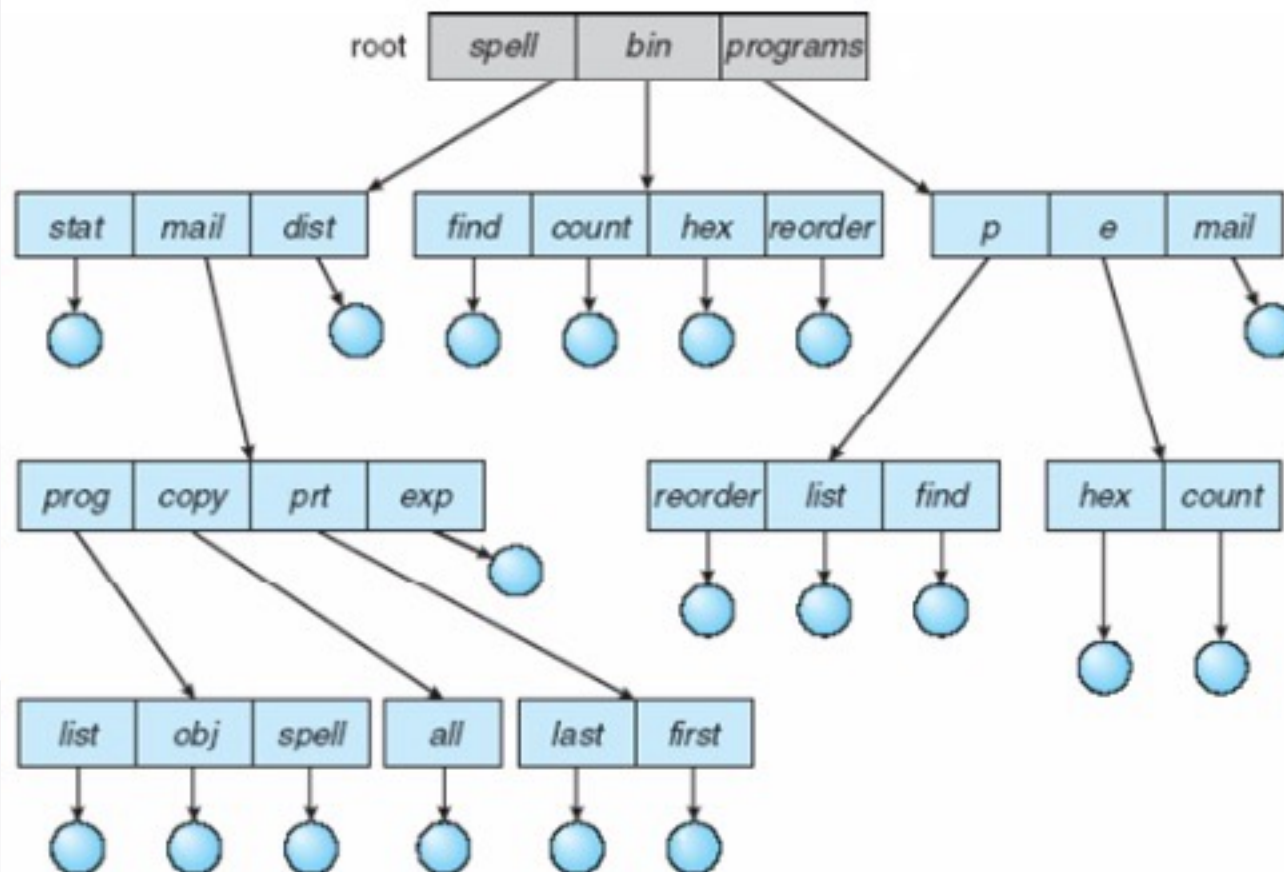 root spell bin programs
stat mail dist find count hex reorder p e mail
prog copy prt exp reorder list find hex count
list obj spell all last first